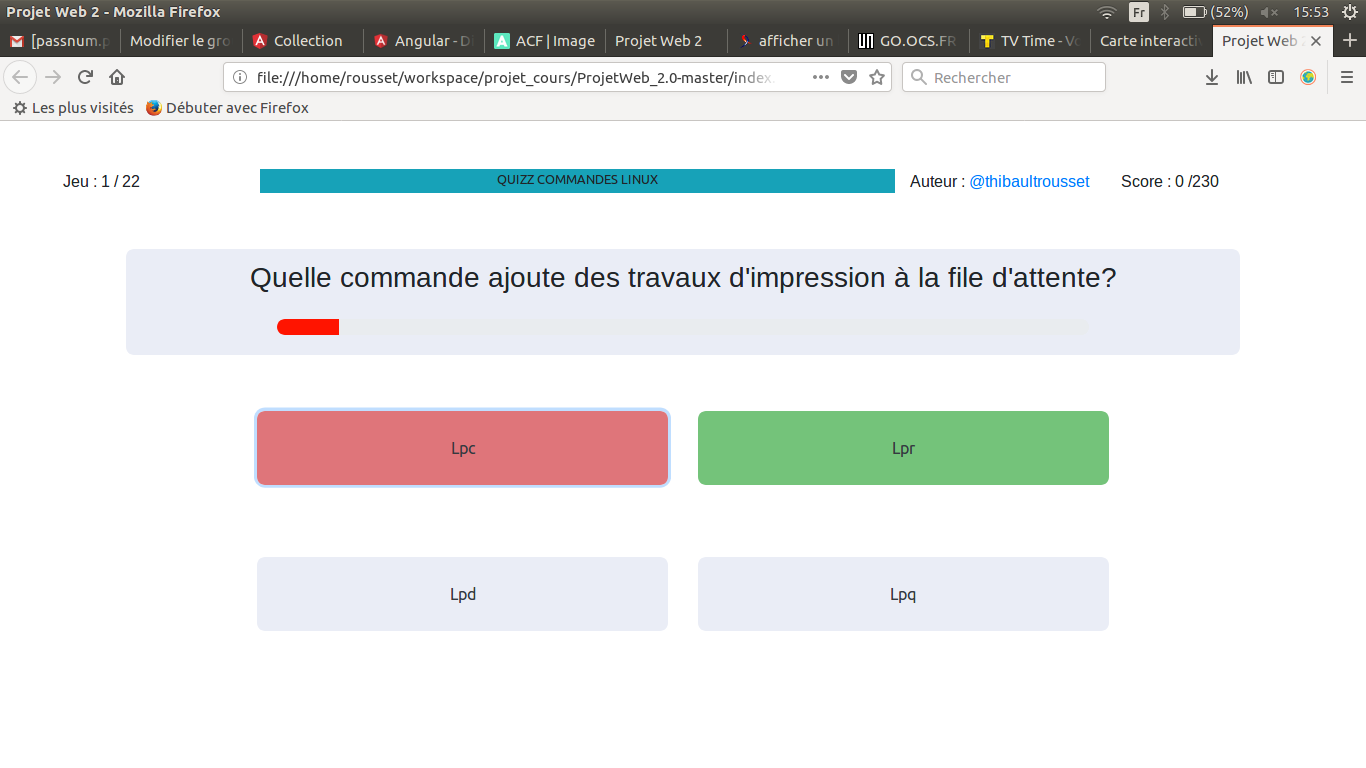 Projet Web 2 - Mozilla Firefox
Fr
(52%)
15:53
[passnum.p
Modifier le gro
Collection
Angular - Di
ACF | Image
Projet Web 2
afficher un
GO.OCS.FR
TV Time - Vo
Carte interactiv
Projet Web 2
file:///home/rousset/workspace/projet_cours/ProjetWeb_2.0-master/index.
Rechercher
Les plus visités
Débuter avec Firefox
Jeu : 1 / 22
QUIZZ COMMANDES LINUX
Auteur : @thibaultrousset
Score : 0 /230
Quelle commande ajoute des travaux d'impression à la file d'attente?
Lpc
Lpr
Lpd
Lpq